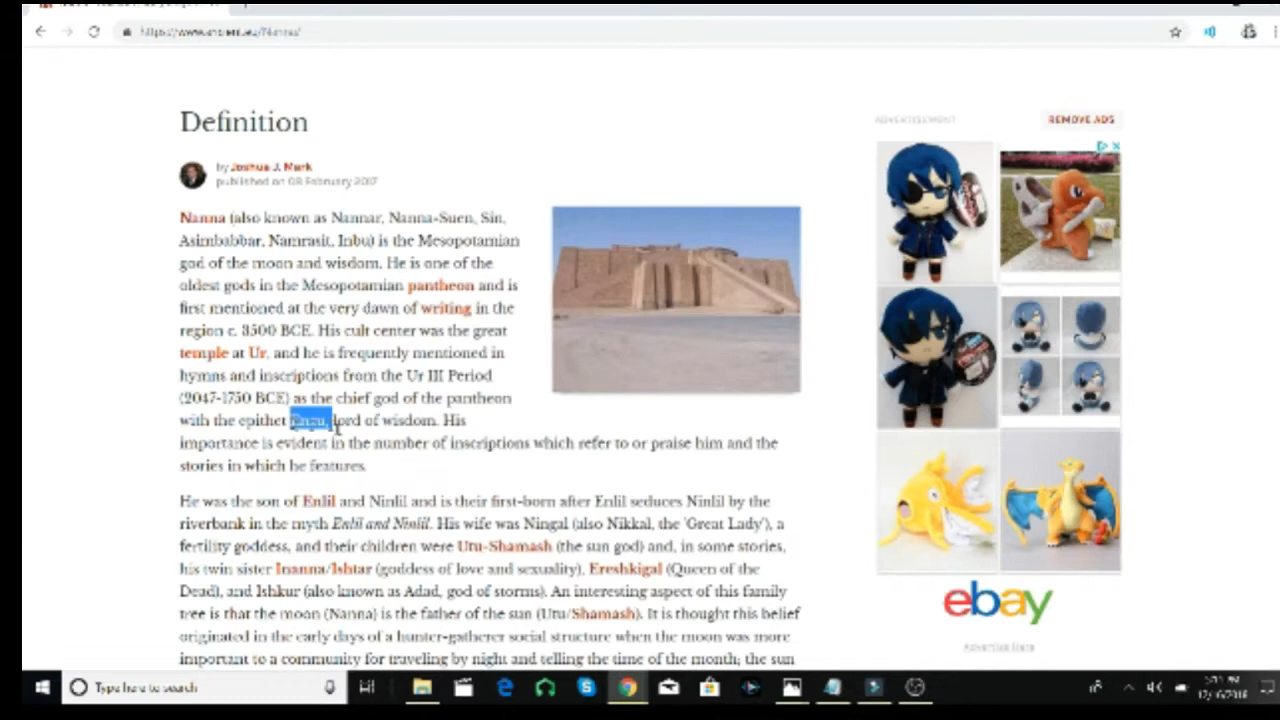 https://www.ancient.eu/Nanna/
Definition
ADVERTISEMENT
REMOVE ADS
by Joshua J. Mark
published on 08 February 2017
Nanna (also known as Nannar, Nanna-Suen, Sin,
Asimbabbar, Namrasit, Inbu) is the Mesopotamian
god of the moon and wisdom. He is one of the
oldest gods in the Mesopotamian pantheon and is
first mentioned at the very dawn of writing in the
region c. 3500 BCE. His cult center was the great
temple at Ur, and he is frequently mentioned in
hymns and inscriptions from the Ur III Period
(2047-1750 BCE) as the chief god of the pantheon
with the epithet lord of wisdom. His
importance is evident in the number of inscriptions which refer to or praise him and the
stories in which he features.
He was the son of Enlil and Ninlil and is their first-born after Enlil seduces Ninlil by the
riverbank in the myth Enlil and Ninlil. His wife was Ningal (also Nikkal, the 'Great Lady'), a
fertility goddess, and their children were Utu-Shamash (the sun god) and, in some stories,
his twin sister Inanna/Ishtar (goddess of love and sexuality), Ereshkigal (Queen of the
Dead), and Ishkur (also known as Adad, god of storms). An interesting aspect of this family
tree is that the moon (Nanna) is the father of the sun (Utu/Shamash). It is thought this belief
originated in the early days of a hunter-gatherer social structure when the moon was more
important to a community for traveling by night and telling the time of the month; the sun
ebay
Advertise Here
Type here to search
5:11 AM
12/16/2018